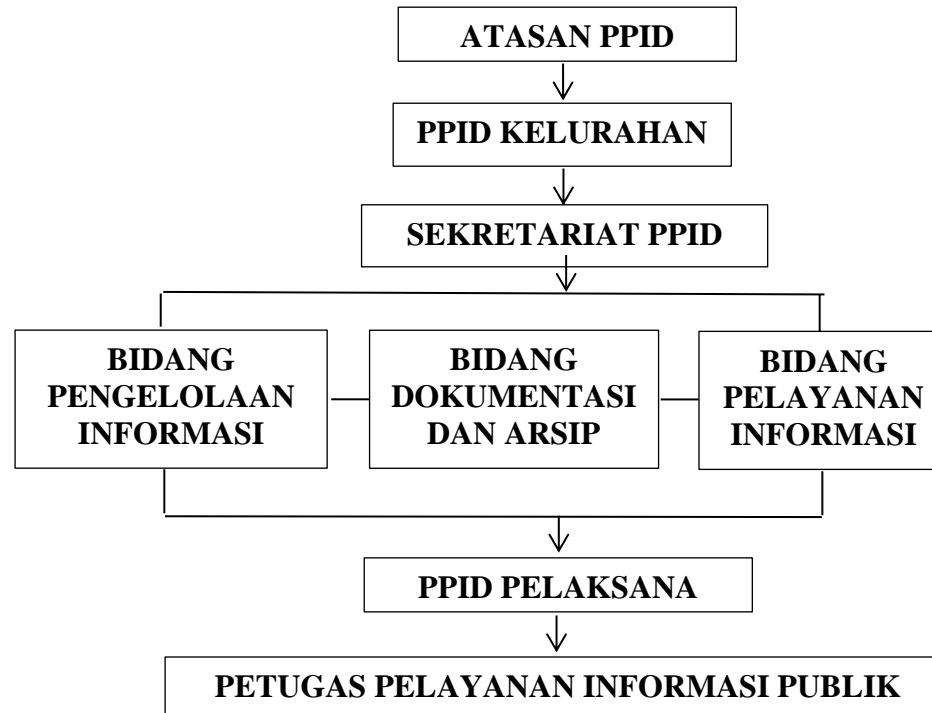 ATASAN PPID
PPID KELURAHAN
SEKRETARIAT PPID
BIDANG
PENGELOLAAN
INFORMASI
BIDANG
DOKUMENTASI
DAN ARSIP
BIDANG
PELAYANAN
INFORMASI
PPID PELAKSANA
PETUGAS PELAYANAN INFORMASI PUBLIK